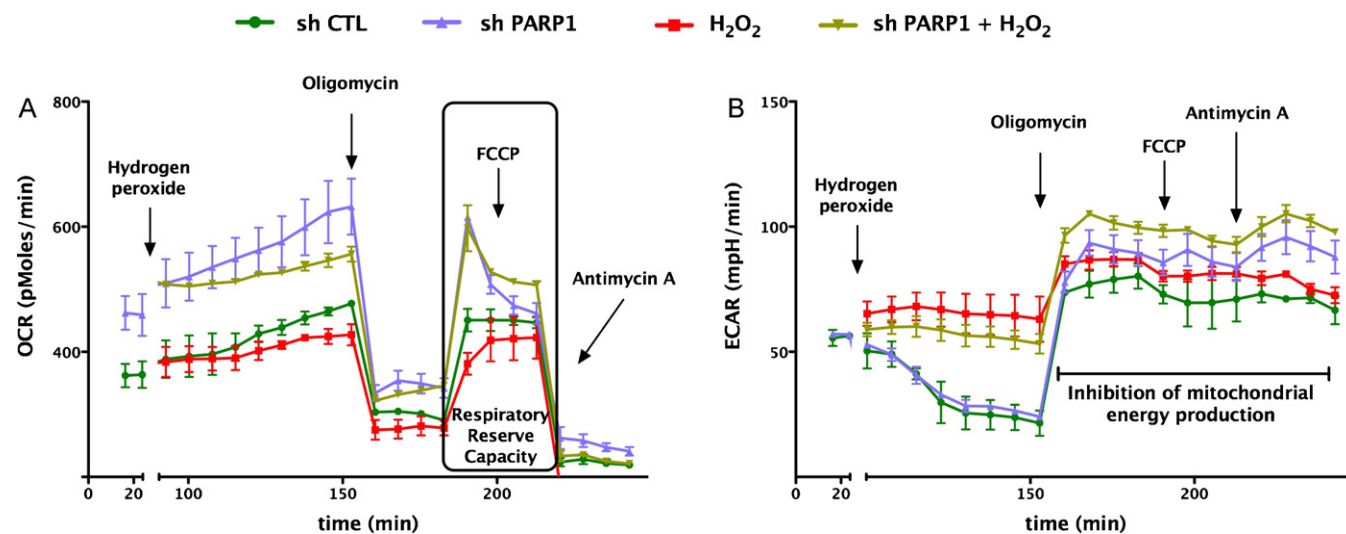 sh CTL sh PARP1 H₂O₂ sh PARP1 + H₂O₂
A
800
600
400
OCR (pMoles/min)
Hydrogen
peroxide
Oligomycin
FCCP
Antimycin A
Respiratory
Reserve
Capacity
0 20 100 150 200
time (min)
B
150
100
50
ECAR (mpH/min)
Hydrogen
peroxide
Oligomycin
FCCP
Antimycin A
Inhibition of mitochondrial
energy production
0 20 150 200
time (min)